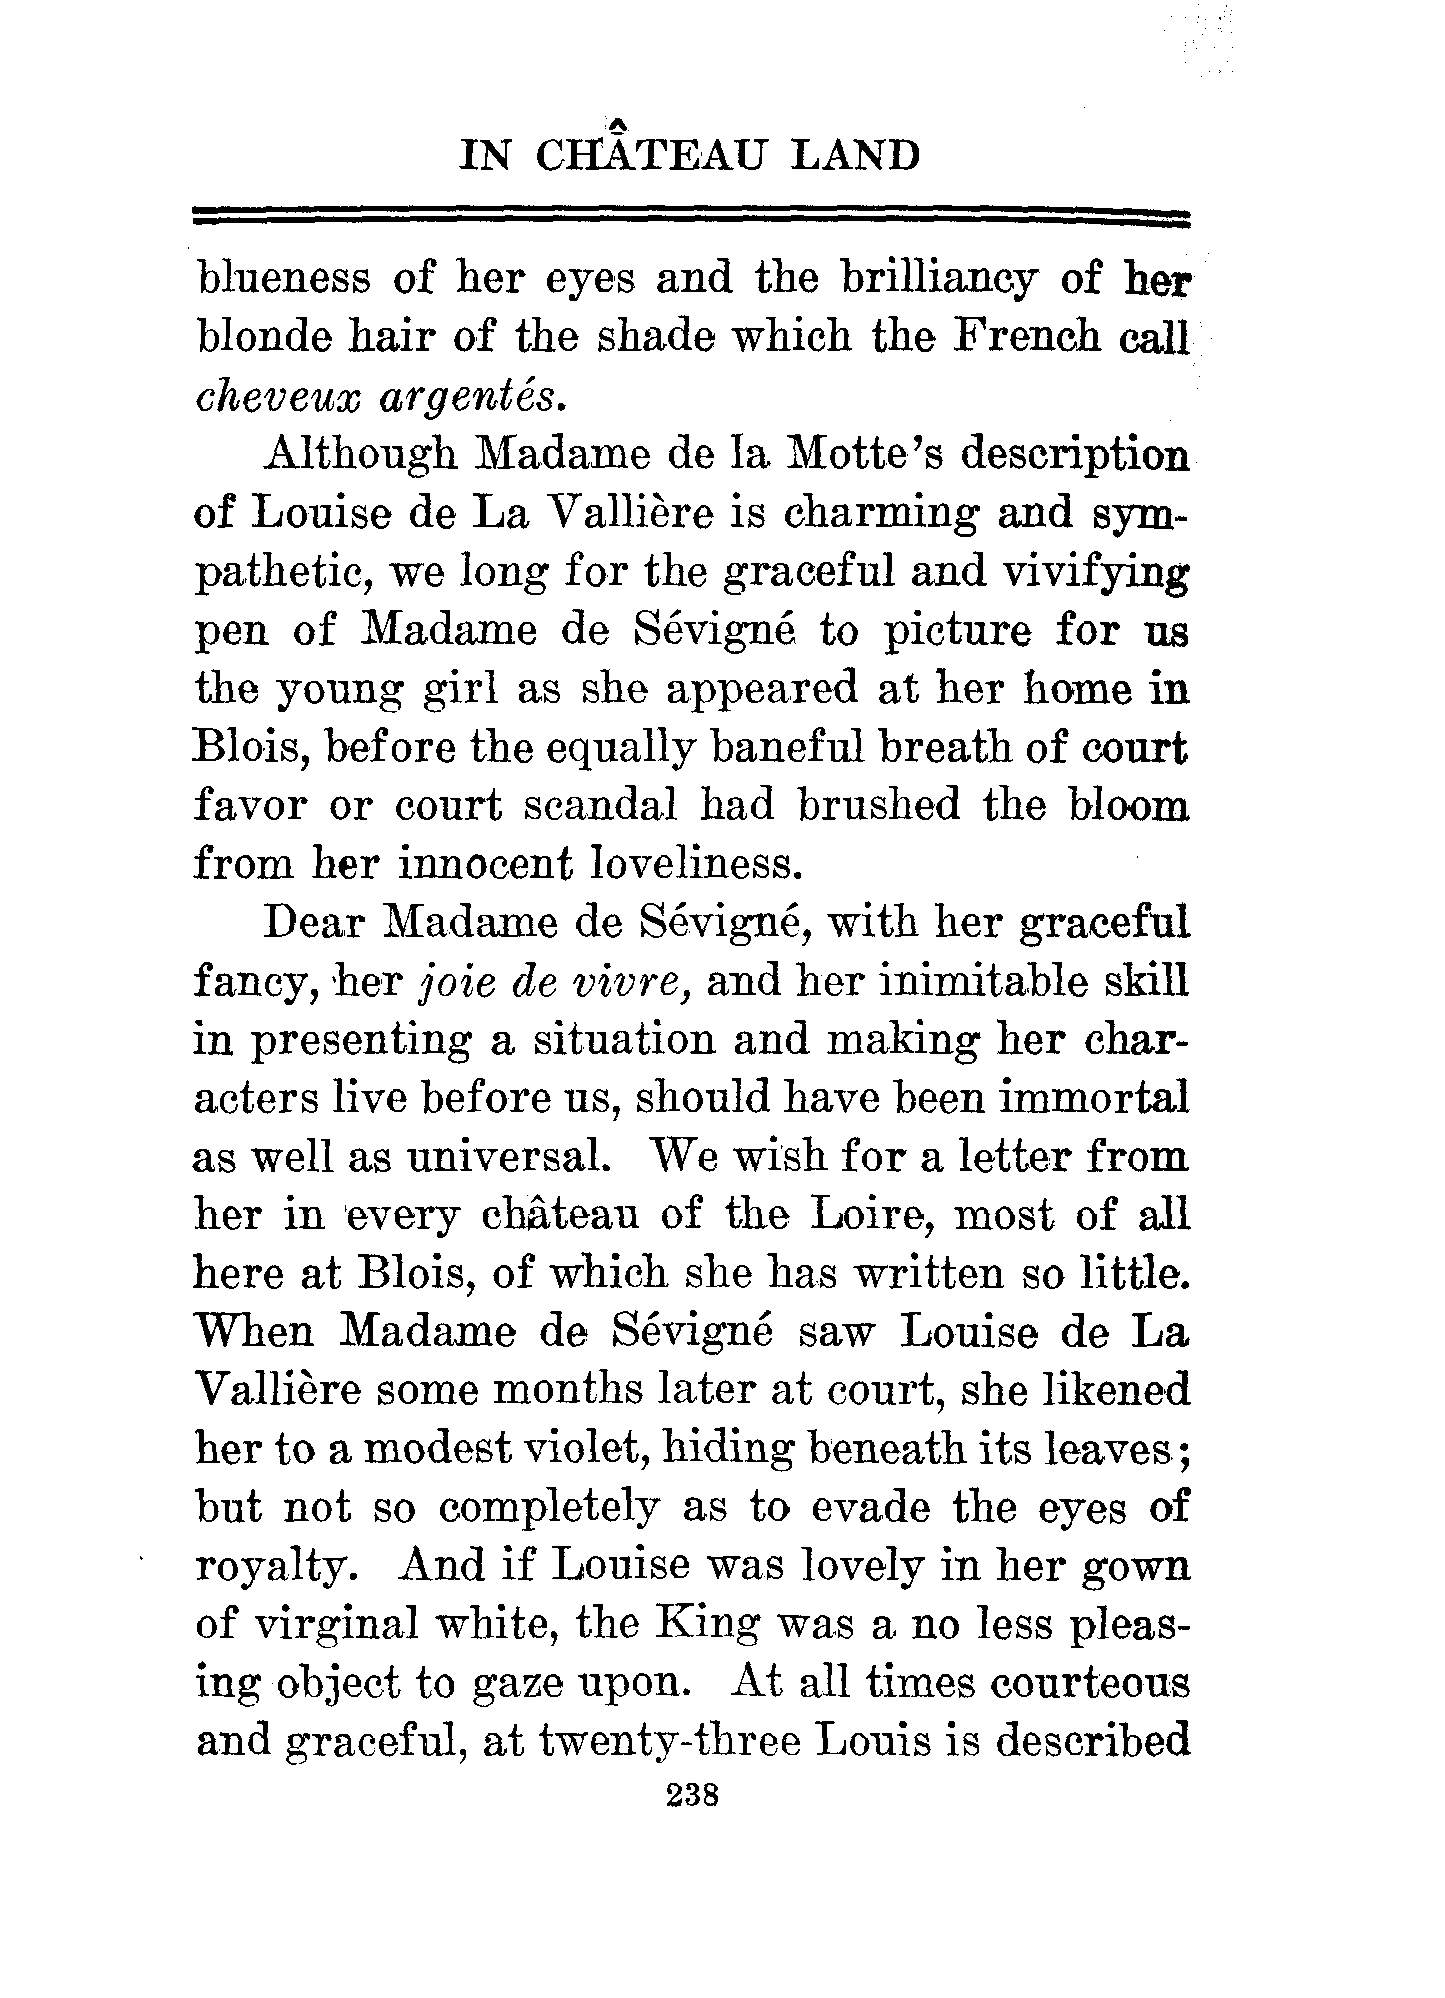 IN CHÂTEAU LAND
blueness of her eyes and the brilliancy of her
blonde hair of the shade which the French call
cheveux argentés.
Although Madame de la Motte's description
of Louise de La Vallière is charming and sym-
pathetic, we long for the graceful and vivifying
pen of Madame de Sévigné to picture for us
the young girl as she appeared at her home in
Blois, before the equally baneful breath of court
favor or court scandal had brushed the bloom
from her innocent loveliness.
Dear Madame de Sévigné, with her graceful
fancy, her joie de vivre, and her inimitable skill
in presenting a situation and making her char-
acters live before us, should have been immortal
as well as universal. We wish for a letter from
her in every château of the Loire, most of all
here at Blois, of which she has written so little.
When Madame de Sévigné saw Louise de La
Vallière some months later at court, she likened
her to a modest violet, hiding beneath its leaves;
but not so completely as to evade the eyes of
royalty. And if Louise was lovely in her gown
of virginal white, the King was a no less pleas-
ing object to gaze upon. At all times courteous
and graceful, at twenty-three Louis is described
238